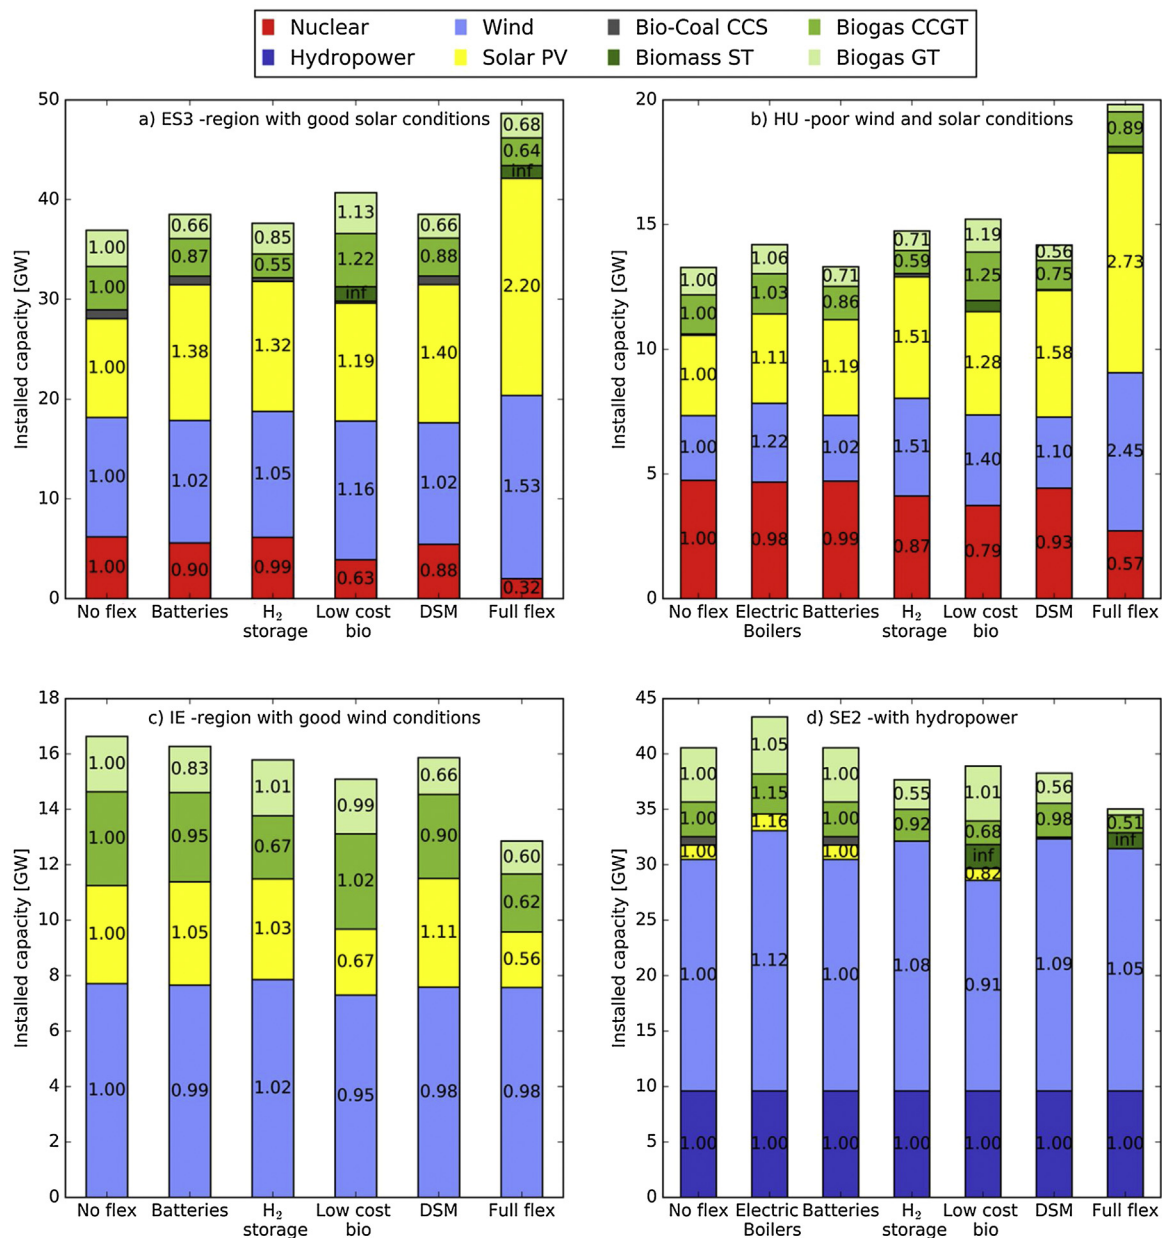 Nuclear Wind Bio-Coal CCS Biogas CCGT
Hydropower Solar PV Biomass ST Biogas GT
a) ES3 -region with good solar conditions
Installed capacity [GW]
50
40
30
20
10
0
1.00 0.66 0.85 1.13 0.66 0.68
1.00 0.87 0.55 1.22 0.88 0.64
inf inf
1.00 1.38 1.32 1.19 1.40 2.20
1.00 1.02 1.05 1.16 1.02 1.53
1.00 0.90 0.99 0.63 0.88 0.32
No flex Batteries H2 Low cost DSM Full flex
storage bio
b) HU -poor wind and solar conditions
Installed capacity [GW]
20
15
10
5
0
1.00 1.06 0.71 0.71 1.19 0.56
1.00 1.03 0.86 0.59 1.25 0.75 0.89
1.00 1.11 1.19 1.51 1.28 1.58 2.73
1.00 1.22 1.02 1.51 1.40 1.10 2.45
1.00 0.98 0.99 0.87 0.79 0.93 0.57
No flex Electric Batteries H2 Low cost DSM Full flex
Boilers storage bio
c) IE -region with good wind conditions
Installed capacity [GW]
18
16
14
12
10
8
6
4
2
0
1.00 0.83 1.01 0.99 0.66 0.60
1.00 0.95 0.67 1.02 0.90 0.62
1.00 1.05 1.03 0.67 1.11 0.56
1.00 0.99 1.02 0.95 0.98 0.98
No flex Batteries H2 Low cost DSM Full flex
storage bio
d) SE2 -with hydropower
Installed capacity [GW]
45
40
35
30
25
20
15
10
5
0
1.00 1.05 1.00 0.55 1.01 0.56
1.00 1.15 1.00 0.92 0.68 0.98 0.51
inf inf
1.00 1.16 1.00 0.82
1.00 1.12 1.00 1.08 0.91 1.09 1.05
1.00 1.00 1.00 1.00 1.00 1.00 1.00
No flex Electric Batteries H2 Low cost DSM Full flex
Boilers storage bio